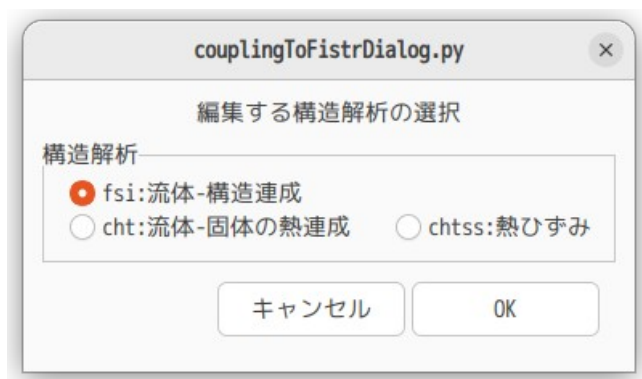 couplingToFistrDialog.py
編集する構造解析の選択
構造解析
fsi:流体-構造連成
cht:流体-固体の熱連成 chtss:熱ひずみ
キャンセル OK